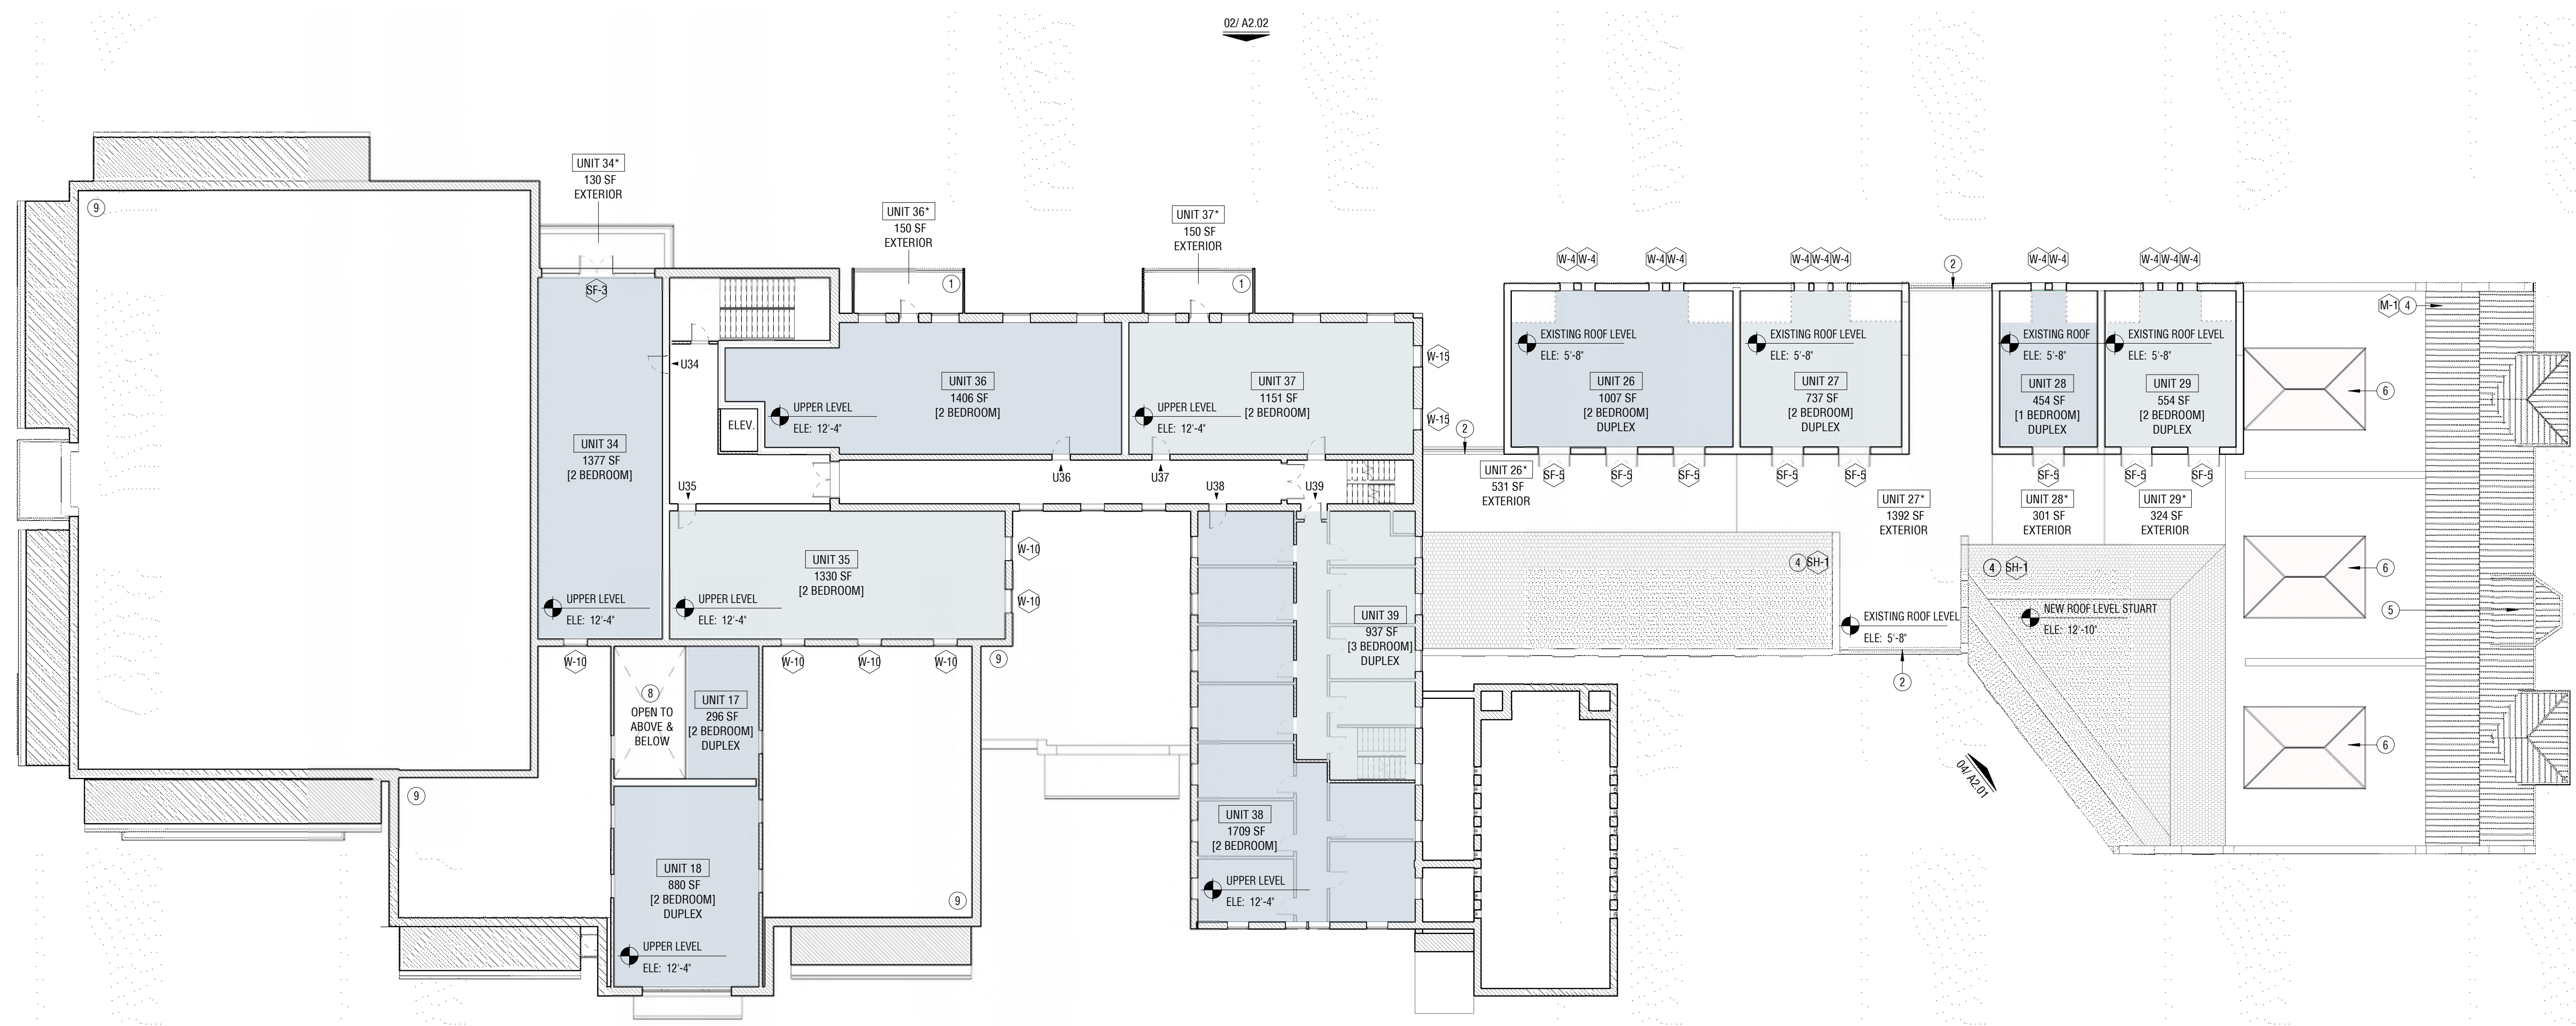 02/ A2.02
UNIT 34*
130 SF
EXTERIOR
UNIT 36*
150 SF
EXTERIOR
UNIT 37*
150 SF
EXTERIOR
9
SF-3
1
1
W-4 W-4
W-4 W-4
W-4 W-4 W-4
2
W-4 W-4
W-4 W-4 W-4
M-1 4
U34
UNIT 36
1406 SF
[2 BEDROOM]
UPPER LEVEL
ELE: 12'-4"
ELEV.
UNIT 37
1151 SF
[2 BEDROOM]
UPPER LEVEL
ELE: 12'-4"
W-15
W-15
2
EXISTING ROOF LEVEL
ELE: 5'-8"
UNIT 26
1007 SF
[2 BEDROOM]
DUPLEX
EXISTING ROOF LEVEL
ELE: 5'-8"
UNIT 27
737 SF
[2 BEDROOM]
DUPLEX
EXISTING ROOF
ELE: 5'-8"
UNIT 28
454 SF
[1 BEDROOM]
DUPLEX
EXISTING ROOF LEVEL
ELE: 5'-8"
UNIT 29
554 SF
[2 BEDROOM]
DUPLEX
6
UNIT 34
1377 SF
[2 BEDROOM]
UPPER LEVEL
ELE: 12'-4"
U35
U36
U37
U38
U39
UNIT 26*
531 SF
EXTERIOR
SF-5
SF-5
SF-5
SF-5
SF-5
SF-5
SF-5
SF-5
UNIT 27*
1392 SF
EXTERIOR
UNIT 28*
301 SF
EXTERIOR
UNIT 29*
324 SF
EXTERIOR
UNIT 35
1330 SF
[2 BEDROOM]
UPPER LEVEL
ELE: 12'-4"
W-10
W-10
4 SH-1
4 SH-1
6
UNIT 39
937 SF
[3 BEDROOM]
DUPLEX
EXISTING ROOF LEVEL
ELE: 5'-8"
NEW ROOF LEVEL STUART
ELE: 12'-10"
5
W-10
W-10
W-10
W-10
9
2
8
OPEN TO
ABOVE &
BELOW
UNIT 17
296 SF
[2 BEDROOM]
DUPLEX
6
04/ A2.01
9
UNIT 38
1709 SF
[2 BEDROOM]
UPPER LEVEL
ELE: 12'-4"
UNIT 18
880 SF
[2 BEDROOM]
DUPLEX
9
UPPER LEVEL
ELE: 12'-4"